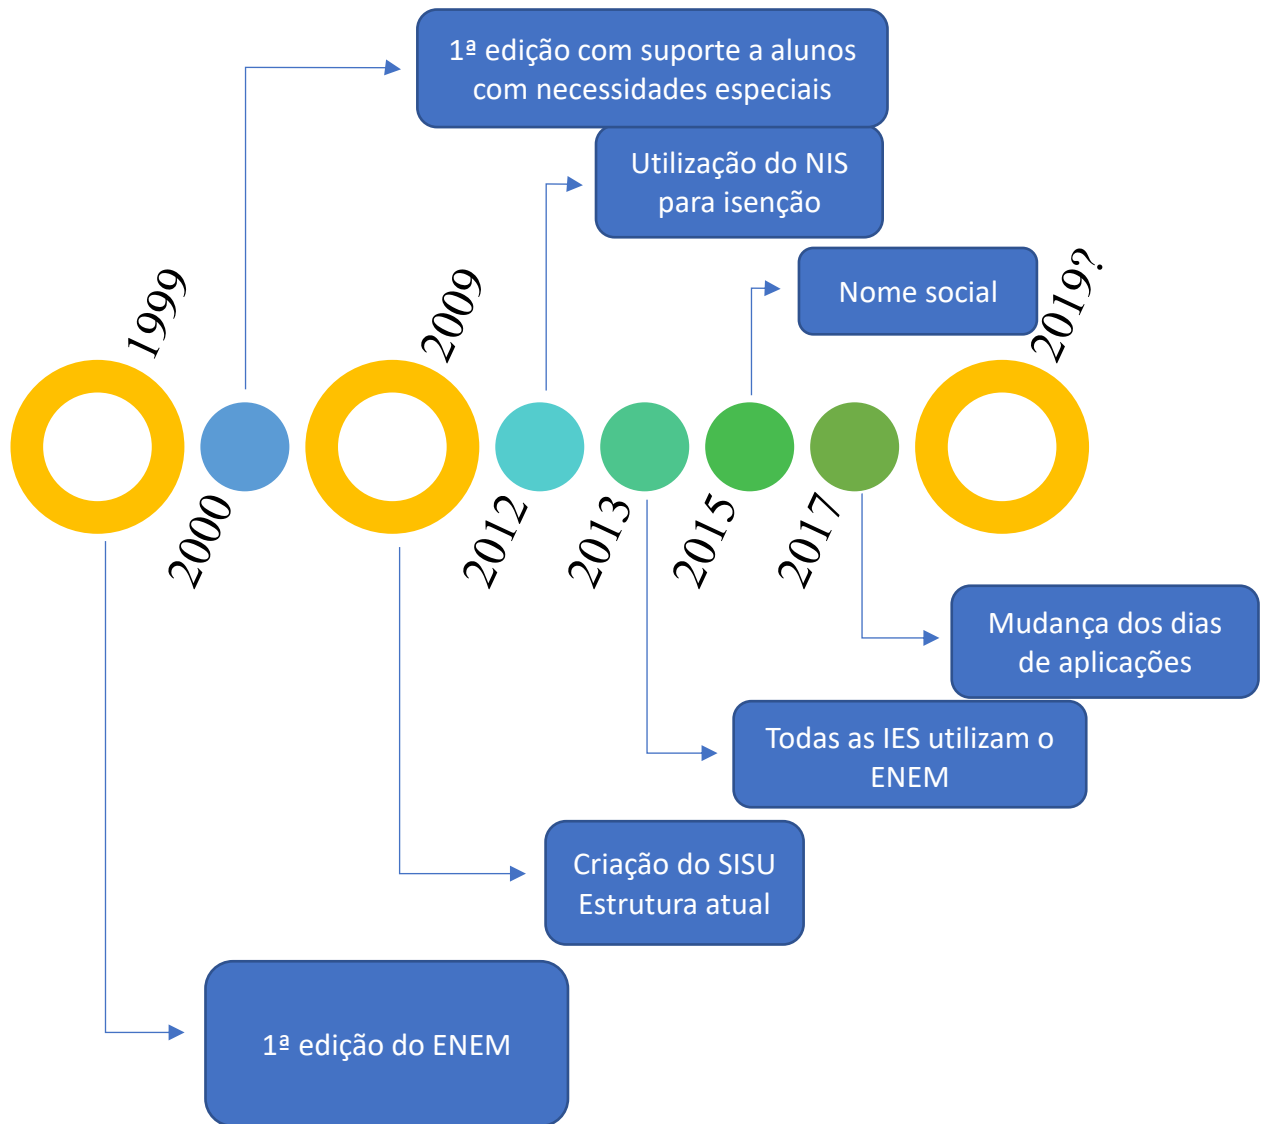 1ª edição com suporte a alunos
com necessidades especiais
Utilização do NIS
para isenção
Nome social
1999
2009
2019?
2000
2012
2013
2015
2017
Mudança dos dias
de aplicações
Todas as IES utilizam o
ENEM
Criação do SISU
Estrutura atual
1ª edição do ENEM